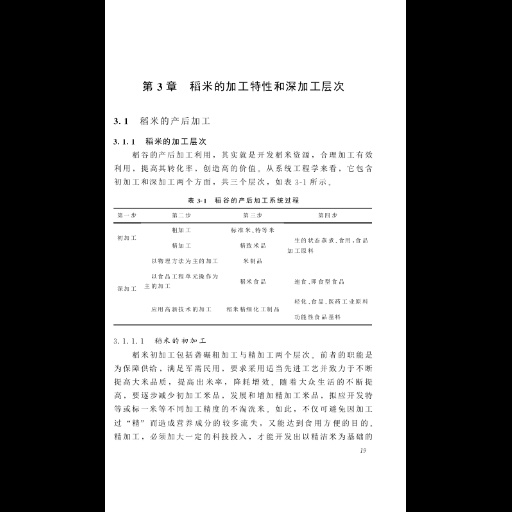 第 3 章 稻米的加工特性和深加工层次
3.1 稻米的产后加工
3.1.1 稻米的加工层次
稻谷的产后加工利用，其实就是开发稻米资源，合理加工有效
利用，提高其转化率，创造高的价值。从系统工程学来看，它包含
初加工和深加工两个方面，共三个层次，如表 3-1 所示。
表 3-1 稻谷的产后加工系统过程
第一步 第二步 第三步 第四步
初加工 粗加工 标准米、特等米
精加工 精致米品 生的状态蒸煮、食用、食品
加工原料
深加工 以物理方法为主的加工 米制品
以食品工程单元操作为
主的加工 稻米食品 速食、即食型食品
应用高新技术的加工 稻米精细化工制品 轻化、食品、医药工业原料
功能性食品基料
3.1.1.1 稻米的初加工
稻米初加工包括砻碾粗加工与精加工两个层次。前者的职能是
为保障供给，满足军需民用，要求采用适当先进工艺并致力于不断
提高大米品质，提高出米率，降耗增效。随着大众生活的不断提
高，要逐步减少初加工米品，发展和增加精加工米品，拟应开发特
等或标一米等不同加工精度的不淘洗米。如此，不仅可避免因加工
过“精”而造成营养成分的较多流失，又能达到食用方便的目的。
精加工，必须加大一定的科技投入，才能开发出以精洁米为基础的
19